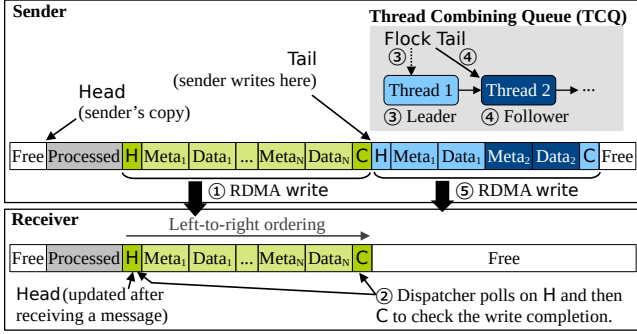 Sender
Thread Combining Queue (TCQ)
Flock Tail
③ ④
Thread 1 Thread 2 ...
③ Leader ④ Follower
Tail
(sender writes here)
Head
(sender's copy)
Free Processed H Meta1 Data1 ... MetaN DataN C H Meta1 Data1 Meta2 Data2 C Free
① RDMA write ⑤ RDMA write
Receiver
Left-to-right ordering
Free Processed H Meta1 Data1 ... MetaN DataN C Free
Head (updated after
receiving a message)
② Dispatcher polls on H and then
C to check the write completion.